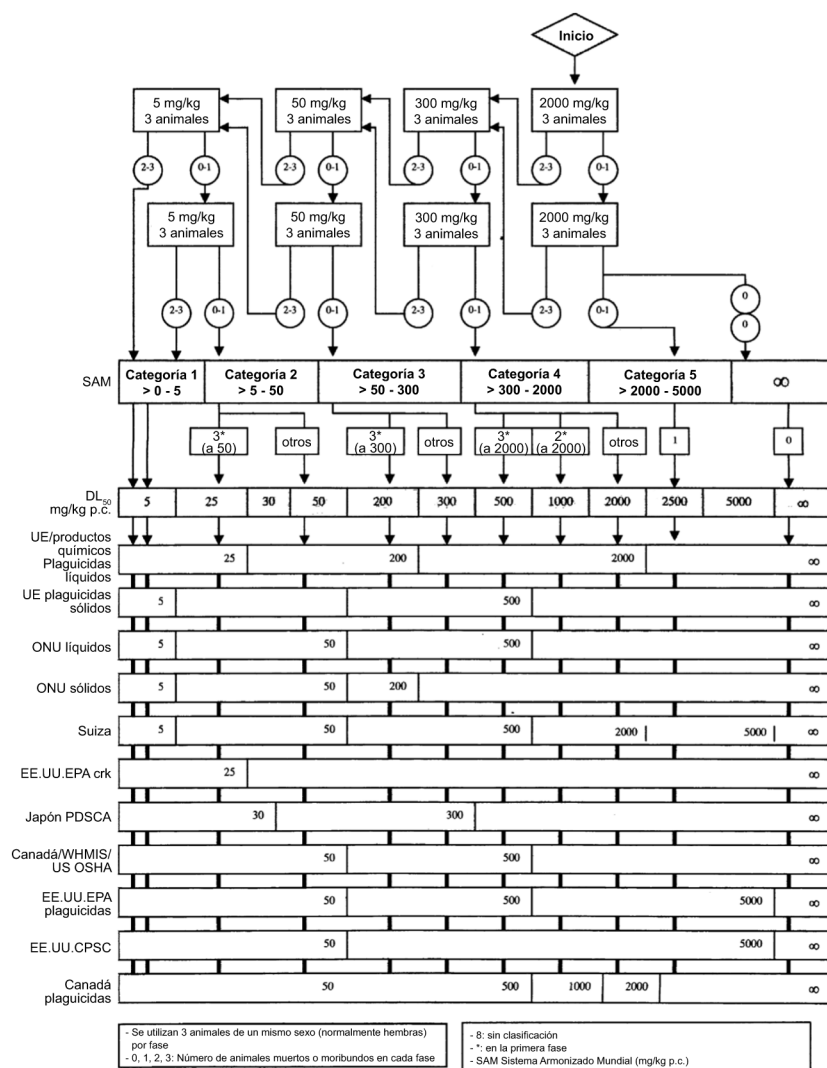 Inicio
5 mg/kg
3 animales
50 mg/kg
3 animales
300 mg/kg
3 animales
2000 mg/kg
3 animales
2-3
0-1
2-3
0-1
2-3
0-1
2-3
0-1
5 mg/kg
3 animales
50 mg/kg
3 animales
300 mg/kg
3 animales
2000 mg/kg
3 animales
2-3
0-1
2-3
0-1
2-3
0-1
2-3
0-1
0
0
SAM
Categoría 1
> 0 - 5
Categoría 2
> 5 - 50
Categoría 3
> 50 - 300
Categoría 4
> 300 - 2000
Categoría 5
> 2000 - 5000
∞
3*
(a 50)
otros
3*
(a 300)
otros
3*
(a 2000)
2*
(a 2000)
otros
1
0
DL50
mg/kg p.c.
5 25 30 50 200 300 500 1000 2000 2500 5000 ∞
UE/productos
químicos
Plaguicidas
líquidos
25 200 2000 ∞
UE plaguicidas
sólidos
5 500 ∞
ONU líquidos
5 50 500 ∞
ONU sólidos
5 50 200 ∞
Suiza
5 50 500 2000 5000 ∞
EE.UU.EPA crk
25 ∞
Japón PDSCA
30 300 ∞
Canadá/WHMIS/
US OSHA
50 500 ∞
EE.UU.EPA
plaguicidas
50 500 5000 ∞
EE.UU.CPSC
50 5000 ∞
Canadá
plaguicidas
50 500 1000 2000 ∞
- Se utilizan 3 animales de un mismo sexo (normalmente hembras)
por fase
- 0, 1, 2, 3: Número de animales muertos o moribundos en cada fase
- 8: sin clasificación
- *: en la primera fase
- SAM Sistema Armonizado Mundial (mg/kg p.c.)